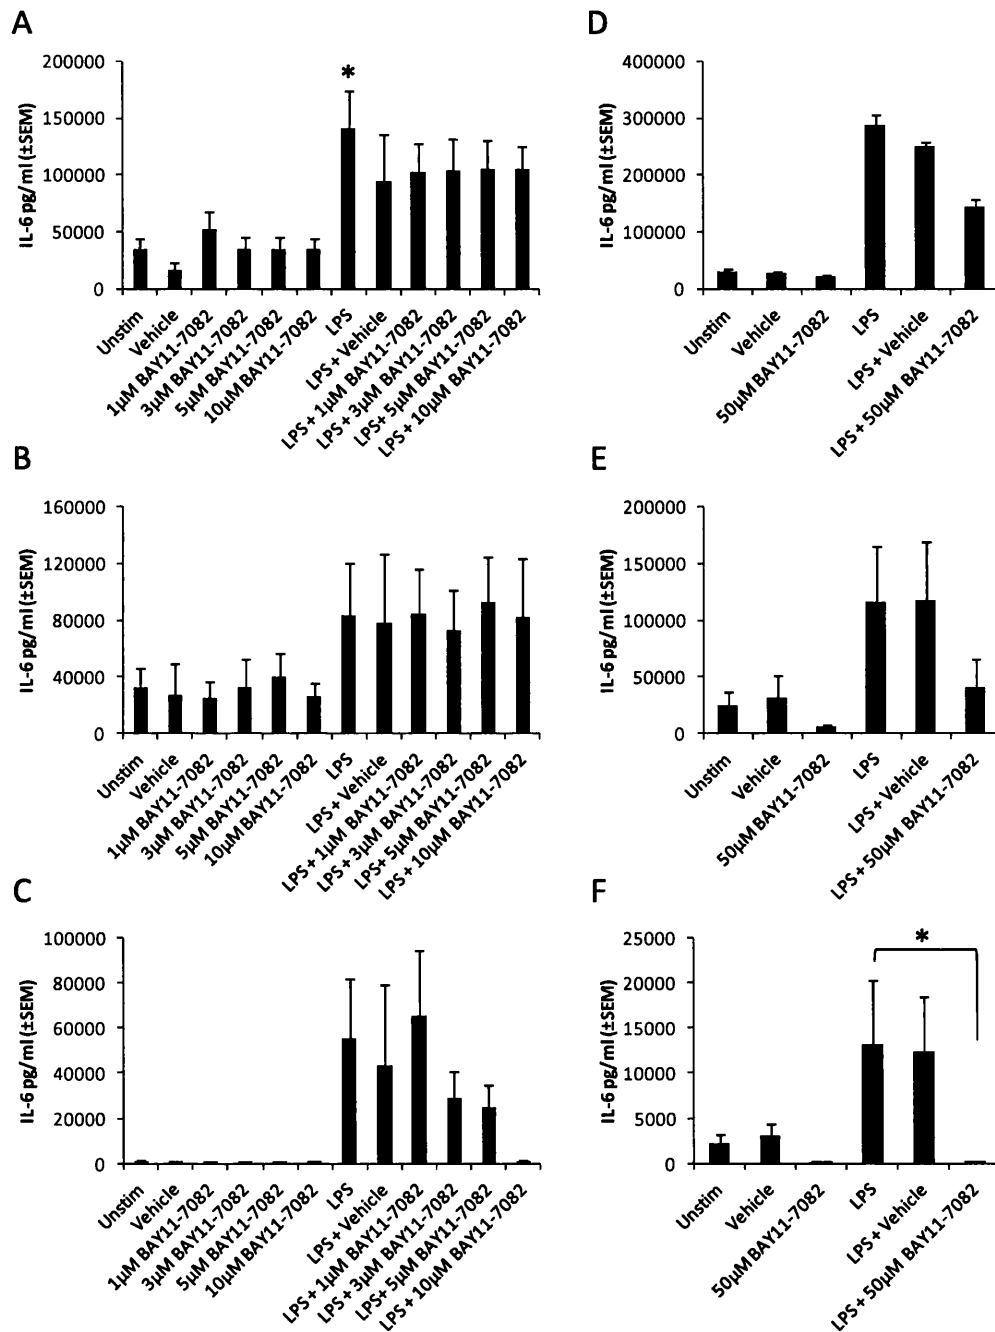 A
IL-6 pg/ml (±SEM)
200000
150000
100000
50000
0
*
Unstim
Vehicle
1µM BAY11-7082
3µM BAY11-7082
5µM BAY11-7082
10µM BAY11-7082
LPS
LPS + Vehicle
LPS + 1µM BAY11-7082
LPS + 3µM BAY11-7082
LPS+ 5µM BAY11-7082
LPS + 10µM BAY11-7082
D
IL-6 pg/ml (±SEM)
400000
300000
200000
100000
0
Unstim
Vehicle
50µM BAY11-7082
LPS
LPS + Vehicle
LPS + 50µM BAY11-7082
B
IL-6 pg/ml (±SEM)
160000
120000
80000
40000
0
Unstim
Vehicle
1µM BAY11-7082
3µM BAY11-7082
5µM BAY11-7082
10µM BAY11-7082
LPS
LPS + Vehicle
LPS + 1µM BAY11-7082
LPS + 3µM BAY11-7082
LPS+ 5µM BAY11-7082
LPS + 10µM BAY11-7082
E
IL-6 pg/ml (±SEM)
200000
150000
100000
50000
0
Unstim
Vehicle
50µM BAY11-7082
LPS
LPS + Vehicle
LPS + 50µM BAY11-7082
C
IL-6 pg/ml (±SEM)
100000
80000
60000
40000
20000
0
Unstim
Vehicle
1µM BAY11-7082
3µM BAY11-7082
5µM BAY11-7082
10µM BAY11-7082
LPS
LPS + Vehicle
LPS + 1µM BAY11-7082
LPS + 3µM BAY11-7082
LPS+ 5µM BAY11-7082
LPS + 10µM BAY11-7082
F
IL-6 pg/ml (±SEM)
25000
20000
15000
10000
5000
0
*
Unstim
Vehicle
50µM BAY11-7082
LPS
LPS + Vehicle
LPS + 50µM BAY11-7082